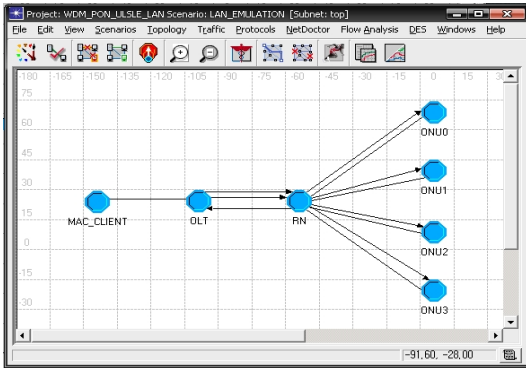 Project: WDM_PON_ULSLE_LAN Scenario: LAN_EMULATION [Subnet: top]
File Edit View Scenarios Topology Traffic Protocols NetDoctor Flow Analysis DES Windows Help
-180 -165 -150 -135 -120 -105 -90 -75 -60 -45 -30 -15 0 15 3
75
60
ONU0
45
30
ONU1
15
MAC_CLIENT OLT RN
0
ONU2
-15
-30
ONU3
-91.60, -28.00